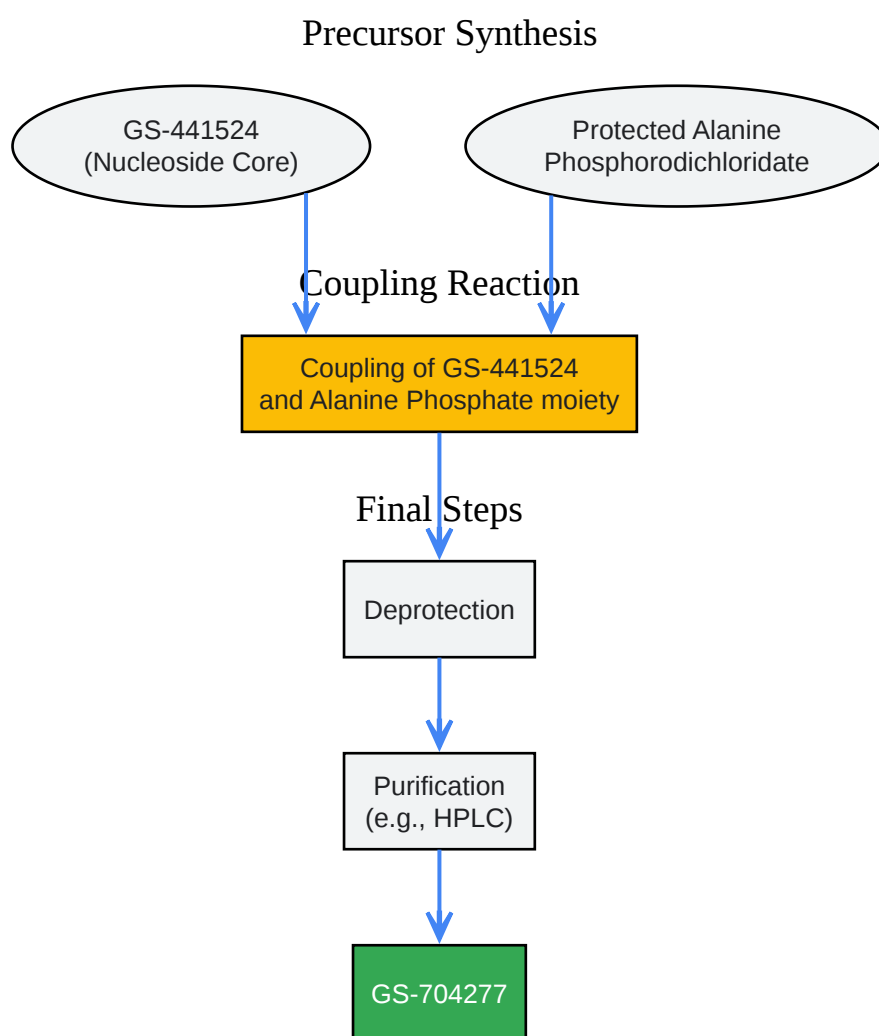 Precursor Synthesis
GS-441524
(Nucleoside Core)
Protected Alanine
Phosphorodichloridate
Coupling Reaction
Coupling of GS-441524
and Alanine Phosphate moiety
Final Steps
Deprotection
Purification
(e.g., HPLC)
GS-704277